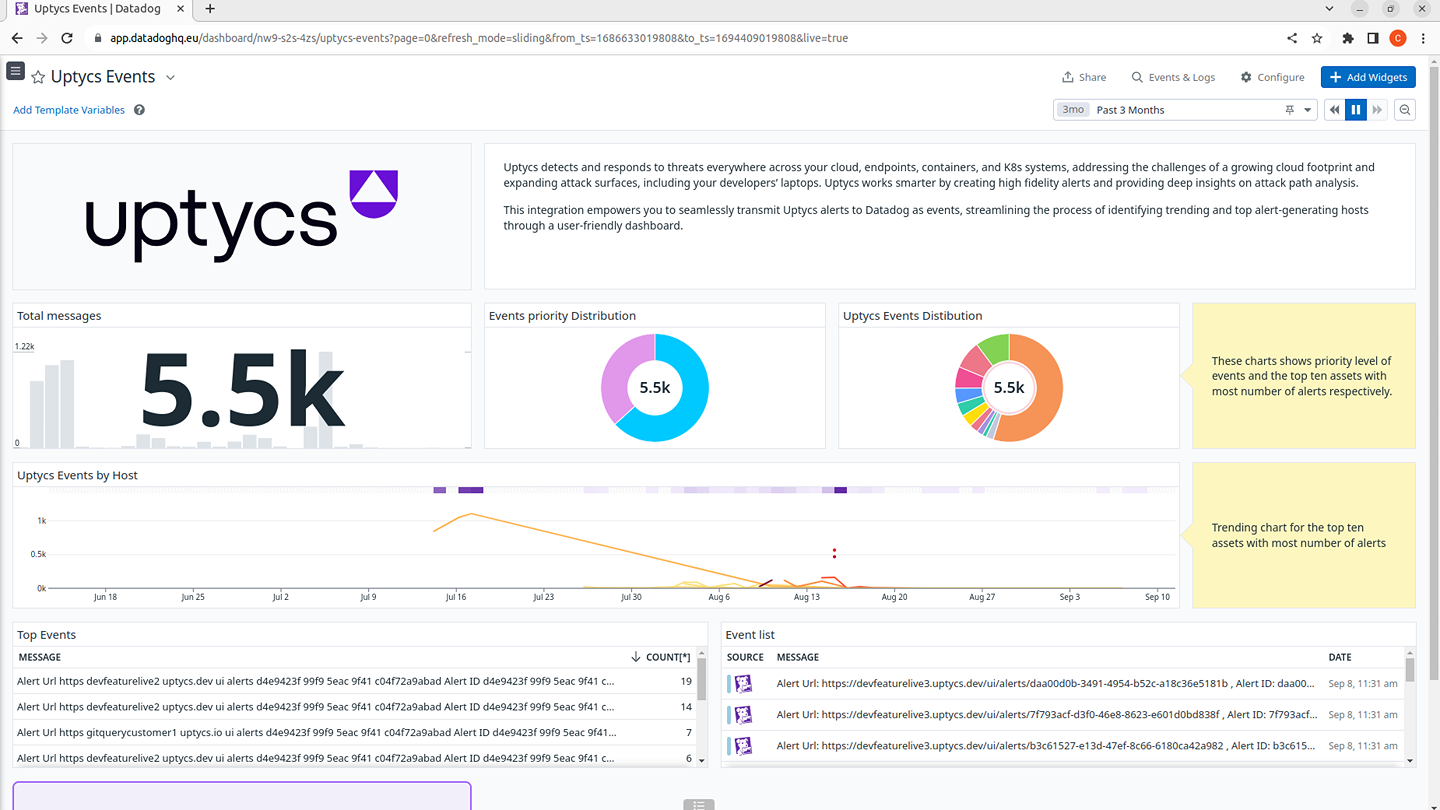 Uptycs Events | Datadog
app.datadoghq.eu/dashboard/nw9-s2s-4zs/uptycs-events?page=0&refresh_mode=sliding&from_ts=1686633019808&to_ts=1694409019808&live=true
C
Uptycs Events
Share
Events & Logs
Configure
Add Widgets
Add Template Variables
3mo Past 3 Months
uptycs
Uptycs detects and responds to threats everywhere across your cloud, endpoints, containers, and K8s systems, addressing the challenges of a growing cloud footprint and
expanding attack surfaces, including your developers’ laptops. Uptycs works smarter by creating high fidelity alerts and providing deep insights on attack path analysis.
This integration empowers you to seamlessly transmit Uptycs alerts to Datadog as events, streamlining the process of identifying trending and top alert-generating hosts
through a user-friendly dashboard.
Total messages
1.22k
0
5.5k
Events priority Distribution
5.5k
Uptycs Events Distibution
5.5k
These charts shows priority level of
events and the top ten assets with
most number of alerts respectively.
Uptycs Events by Host
1k
0.5k
0k
Jun 18 Jun 25 Jul 2 Jul 9 Jul 16 Jul 23 Jul 30 Aug 6 Aug 13 Aug 20 Aug 27 Sep 3 Sep 10
Trending chart for the top ten
assets with most number of alerts
Top Events
MESSAGE COUNT[*]
Alert Url https devfeaturelive2 uptycs.dev ui alerts d4e9423f 99f9 5eac 9f41 c04f72a9abad Alert ID d4e9423f 99f9 5eac 9f41 c... 19
Alert Url https devfeaturelive2 uptycs.dev ui alerts d4e9423f 99f9 5eac 9f41 c04f72a9abad Alert ID d4e9423f 99f9 5eac 9f41 c... 14
Alert Url https gitquerycustomer1 uptycs.io ui alerts d4e9423f 99f9 5eac 9f41 c04f72a9abad Alert ID d4e9423f 99f9 5eac 9f41... 7
Alert Url https devfeaturelive2 uptycs.dev ui alerts d4e9423f 99f9 5eac 9f41 c04f72a9abad Alert ID d4e9423f 99f9 5eac 9f41 c... 6
Event list
SOURCE MESSAGE DATE
Alert Url: https://devfeaturelive3.uptycs.dev/ui/alerts/daa00d0b-3491-4954-b52c-a18c36e5181b , Alert ID: daa00... Sep 8, 11:31 am
Alert Url: https://devfeaturelive3.uptycs.dev/ui/alerts/7f793acf-d3f0-46e8-8623-e601d0bd838f , Alert ID: 7f793acf... Sep 8, 11:31 am
Alert Url: https://devfeaturelive3.uptycs.dev/ui/alerts/b3c61527-e13d-47ef-8c66-6180ca42a982 , Alert ID: b3c615... Sep 8, 11:31 am